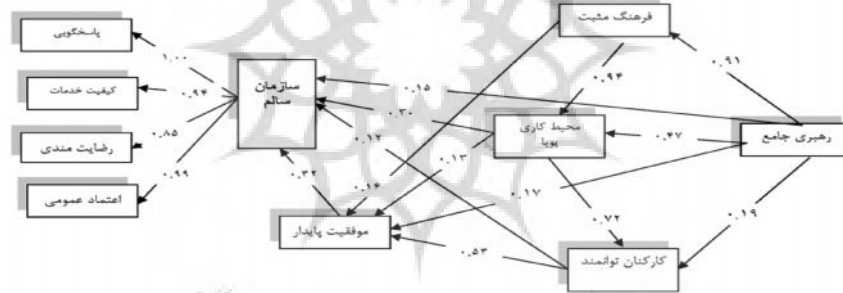 پاسخگویی
کیفیت خدمات
رضایت مندی
اعتماد عمومی
۱.۰۰
۰.۹۴
۰.۸۵
۰.۹۹
سازمان
سالم
۰.۱۵
۰.۳۰
۰.۱۲
۰.۳۲
۰.۱۳
۰.۱۴
موفقیت پایدار
فرهنگ مثبت
۰.۹۴
محیط کاری
پویا
۰.۷۲
۰.۵۳
کارکنان توانمند
۰.۹۱
۰.۴۷
۰.۱۷
۰.۱۹
رهبری جامع